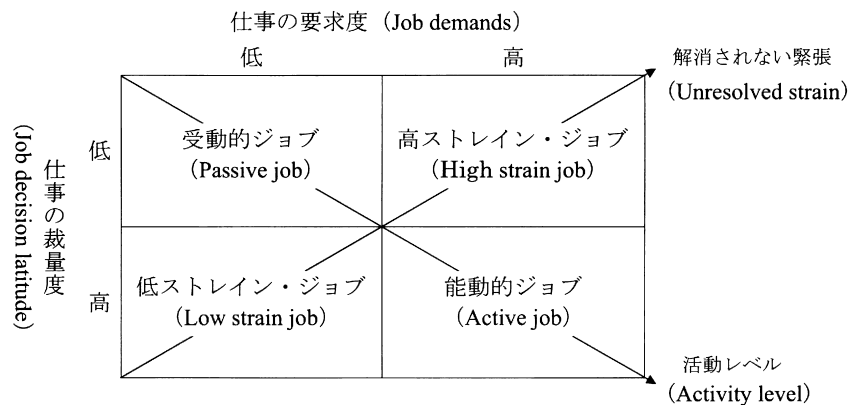 仕事の要求度（Job demands）
低
高
解消されない緊張
（Unresolved strain）
仕事の裁量度
（Job decision latitude）
低
受動的ジョブ
（Passive job）
高ストレイン・ジョブ
（High strain job）
高
低ストレイン・ジョブ
（Low strain job）
能動的ジョブ
（Active job）
活動レベル
（Activity level）